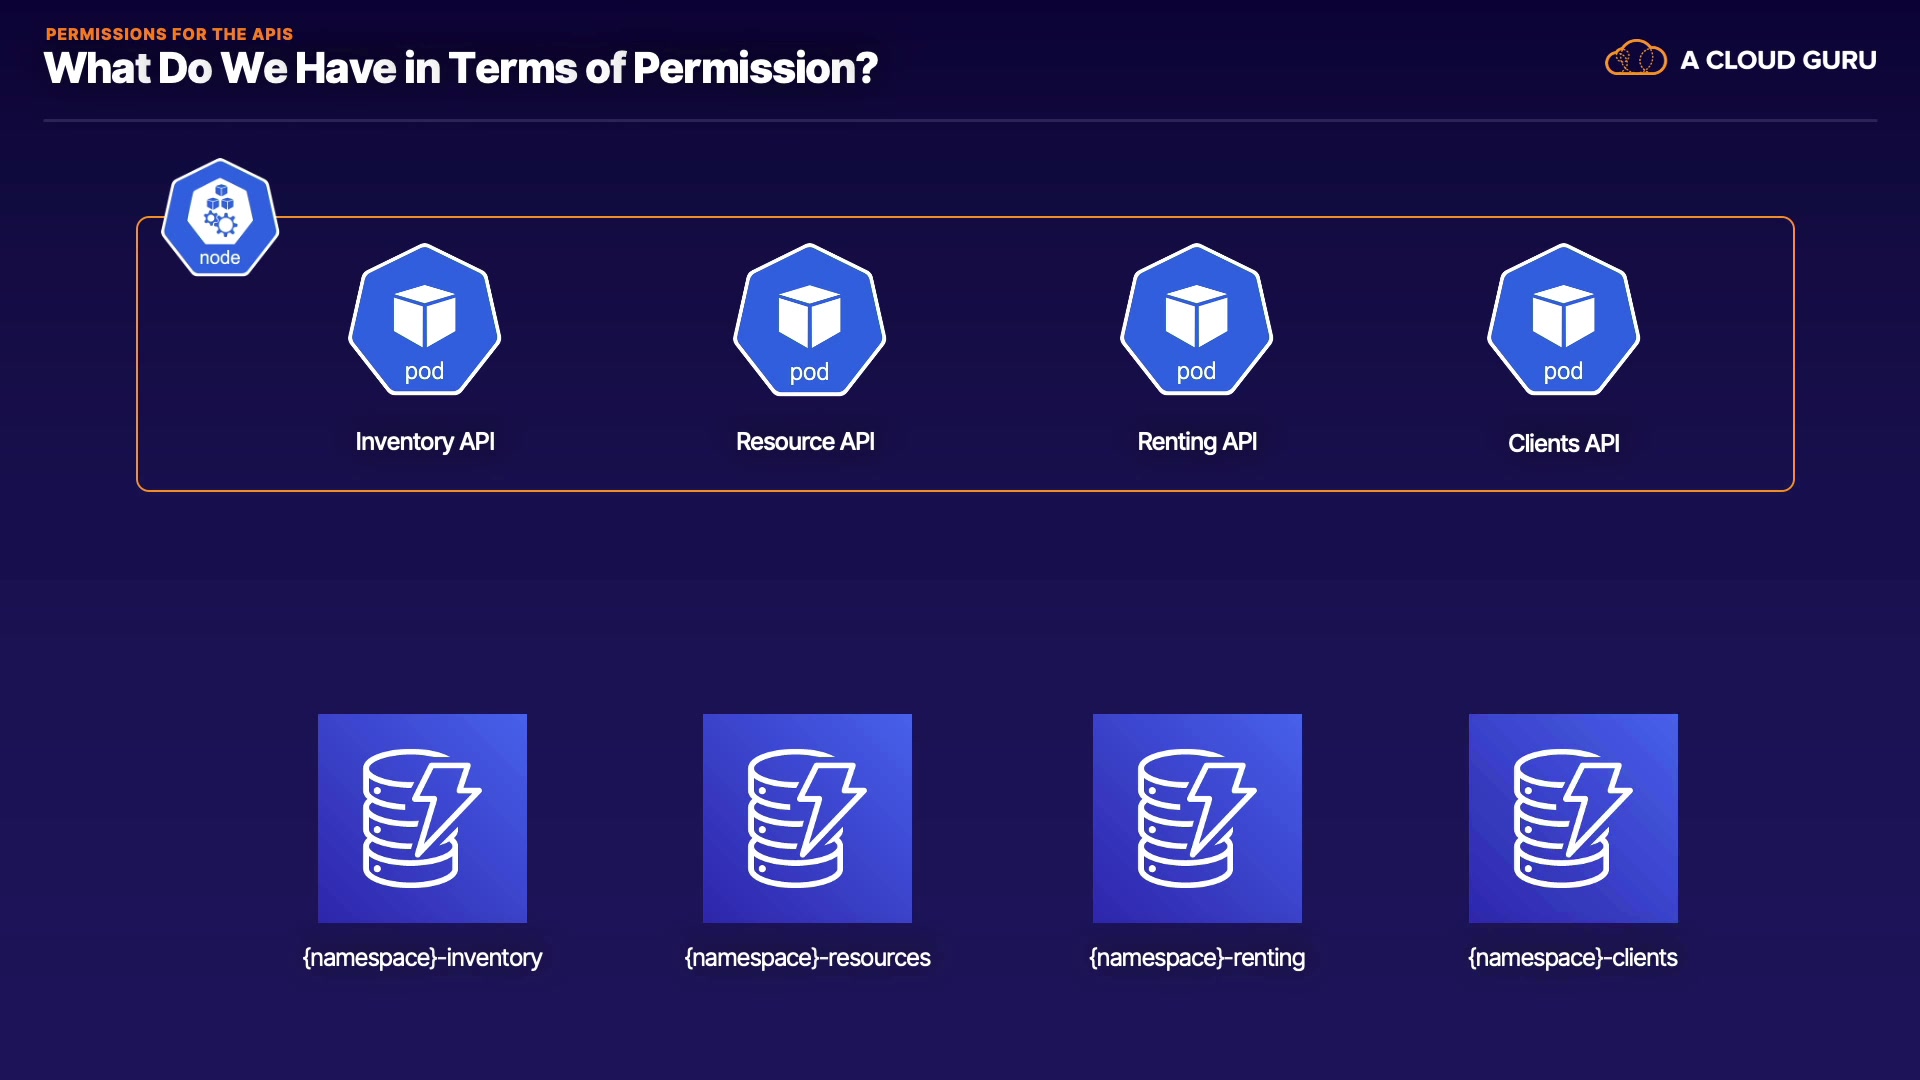 PERMISSIONS FOR THE APIS
What Do We Have in Terms of Permission?
A CLOUD GURU
node
pod
pod
pod
pod
Inventory API
Resource API
Renting API
Clients API
{namespace}-inventory
{namespace}-resources
{namespace}-renting
{namespace}-clients